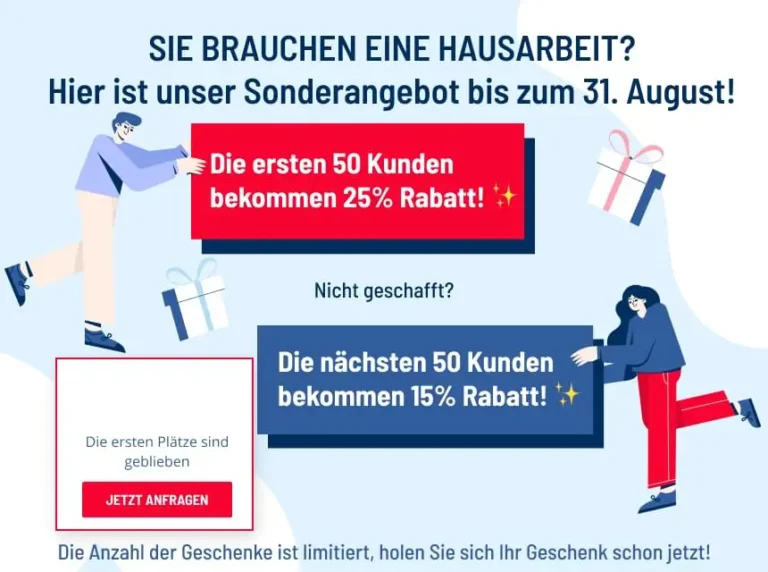 SIE BRAUCHEN EINE HAUSARBEIT?
Hier ist unser Sonderangebot bis zum 31. August!
Die ersten 50 Kunden
bekommen 25% Rabatt! ✨
Nicht geschafft?
Die nächsten 50 Kunden
bekommen 15% Rabatt! ✨
Die ersten Plätze sind
geblieben
JETZT ANFRAGEN
Die Anzahl der Geschenke ist limitiert, holen Sie sich Ihr Geschenk schon jetzt!